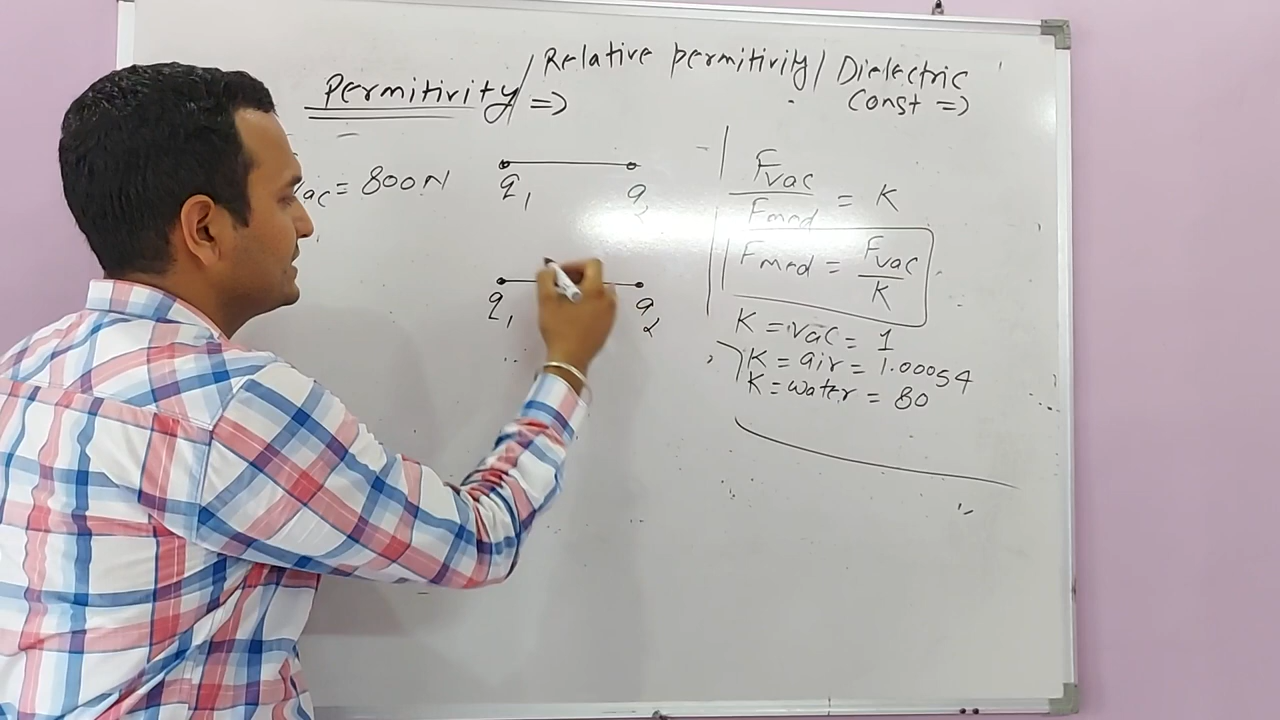 Permitivity/ Relative permitivity/ Dielectric
=> const =>
ac = 800N
q1 q2
q1 q2
Fvac
Fmed = K
Fmed = Fvac
K
K = vac = 1
K = air = 1.00054
K = water = 80